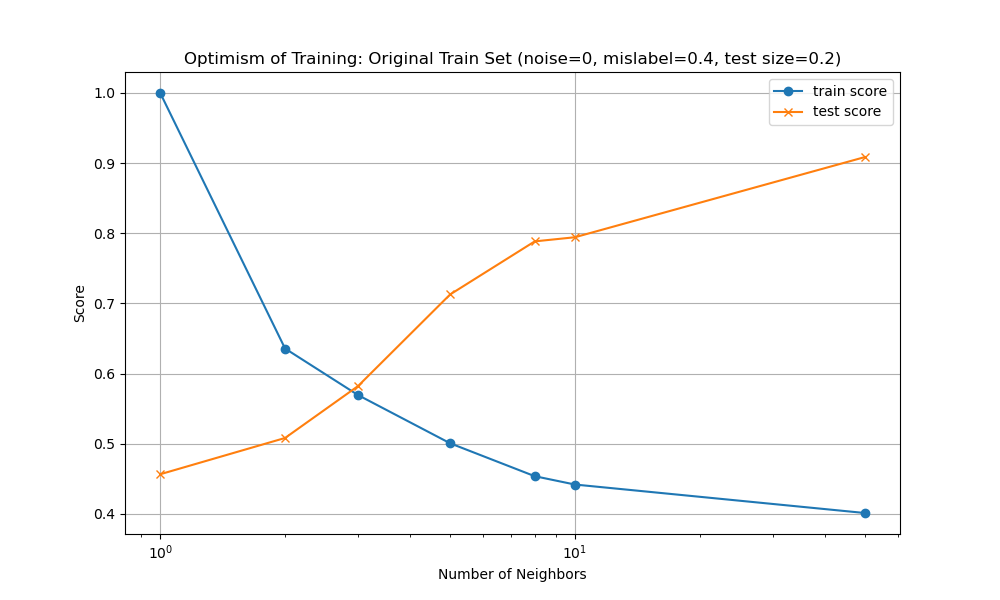 Optimism of Training: Original Train Set (noise=0, mislabel=0.4, test size=0.2)
train score
test score
1.0
0.9
0.8
0.7
0.6
0.5
0.4
Score
10⁰
10¹
Number of Neighbors